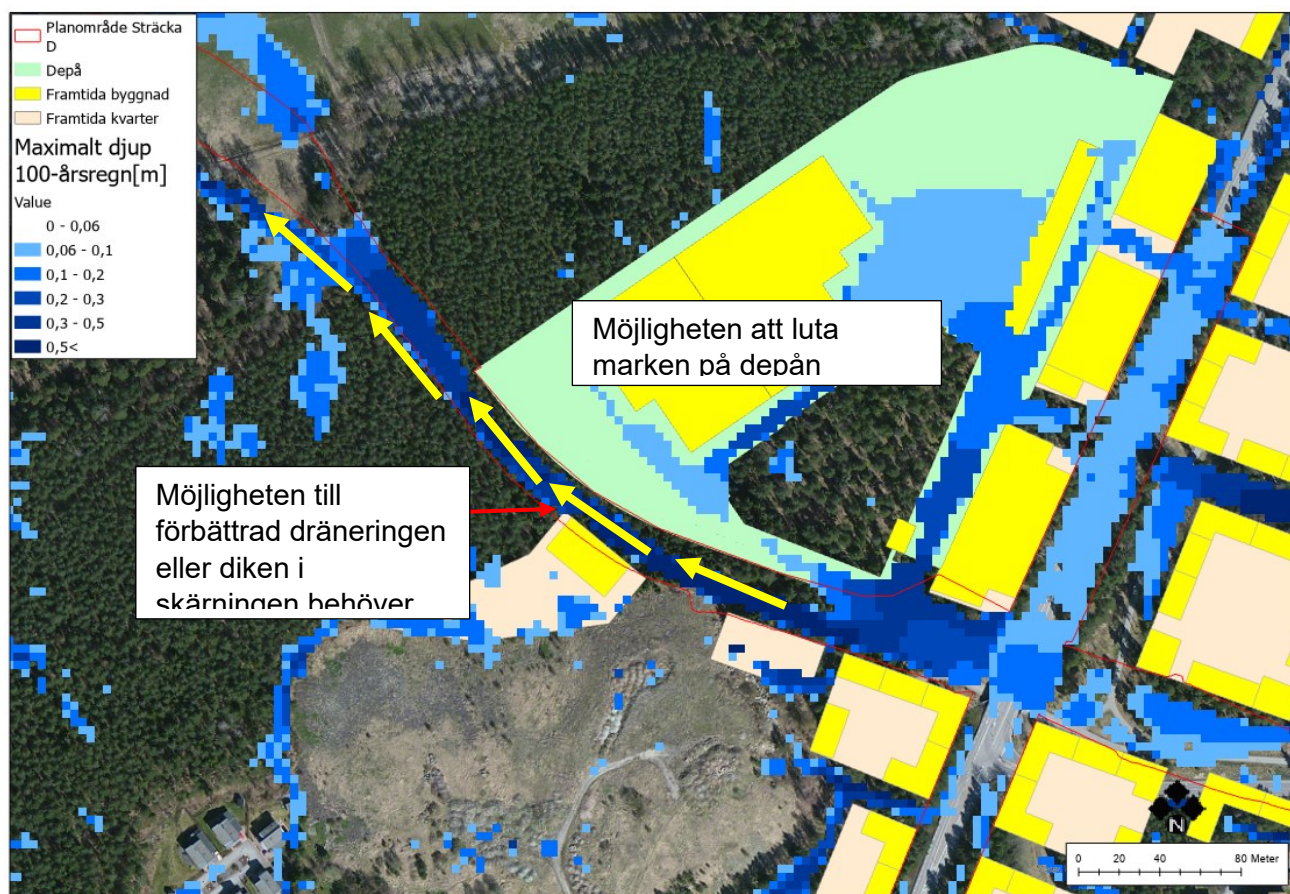 Planområde Sträcka
D
Depå
Framtida byggnad
Framtida kvarter
Maximalt djup
100-årsregn[m]
Value
0 - 0,06
0,06 - 0,1
0,1 - 0,2
0,2 - 0,3
0,3 - 0,5
0,5<
Möjligheten att luta
marken på depån
Möjligheten till
förbättrad dräneringen
eller diken i
skärningen behöver
N
0 20 40 80 Meter